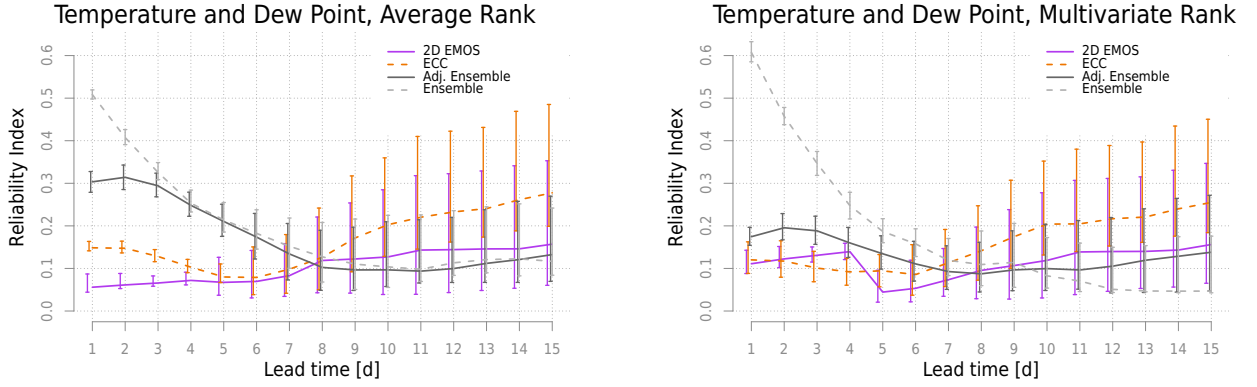 Temperature and Dew Point, Average Rank
2D EMOS
ECC
Adj. Ensemble
Ensemble
Reliability Index
0.6
0.5
0.4
0.3
0.2
0.1
0.0
1 2 3 4 5 6 7 8 9 10 11 12 13 14 15
Lead time [d]
Temperature and Dew Point, Multivariate Rank
2D EMOS
ECC
Adj. Ensemble
Ensemble
Reliability Index
0.6
0.5
0.4
0.3
0.2
0.1
0.0
1 2 3 4 5 6 7 8 9 10 11 12 13 14 15
Lead time [d]